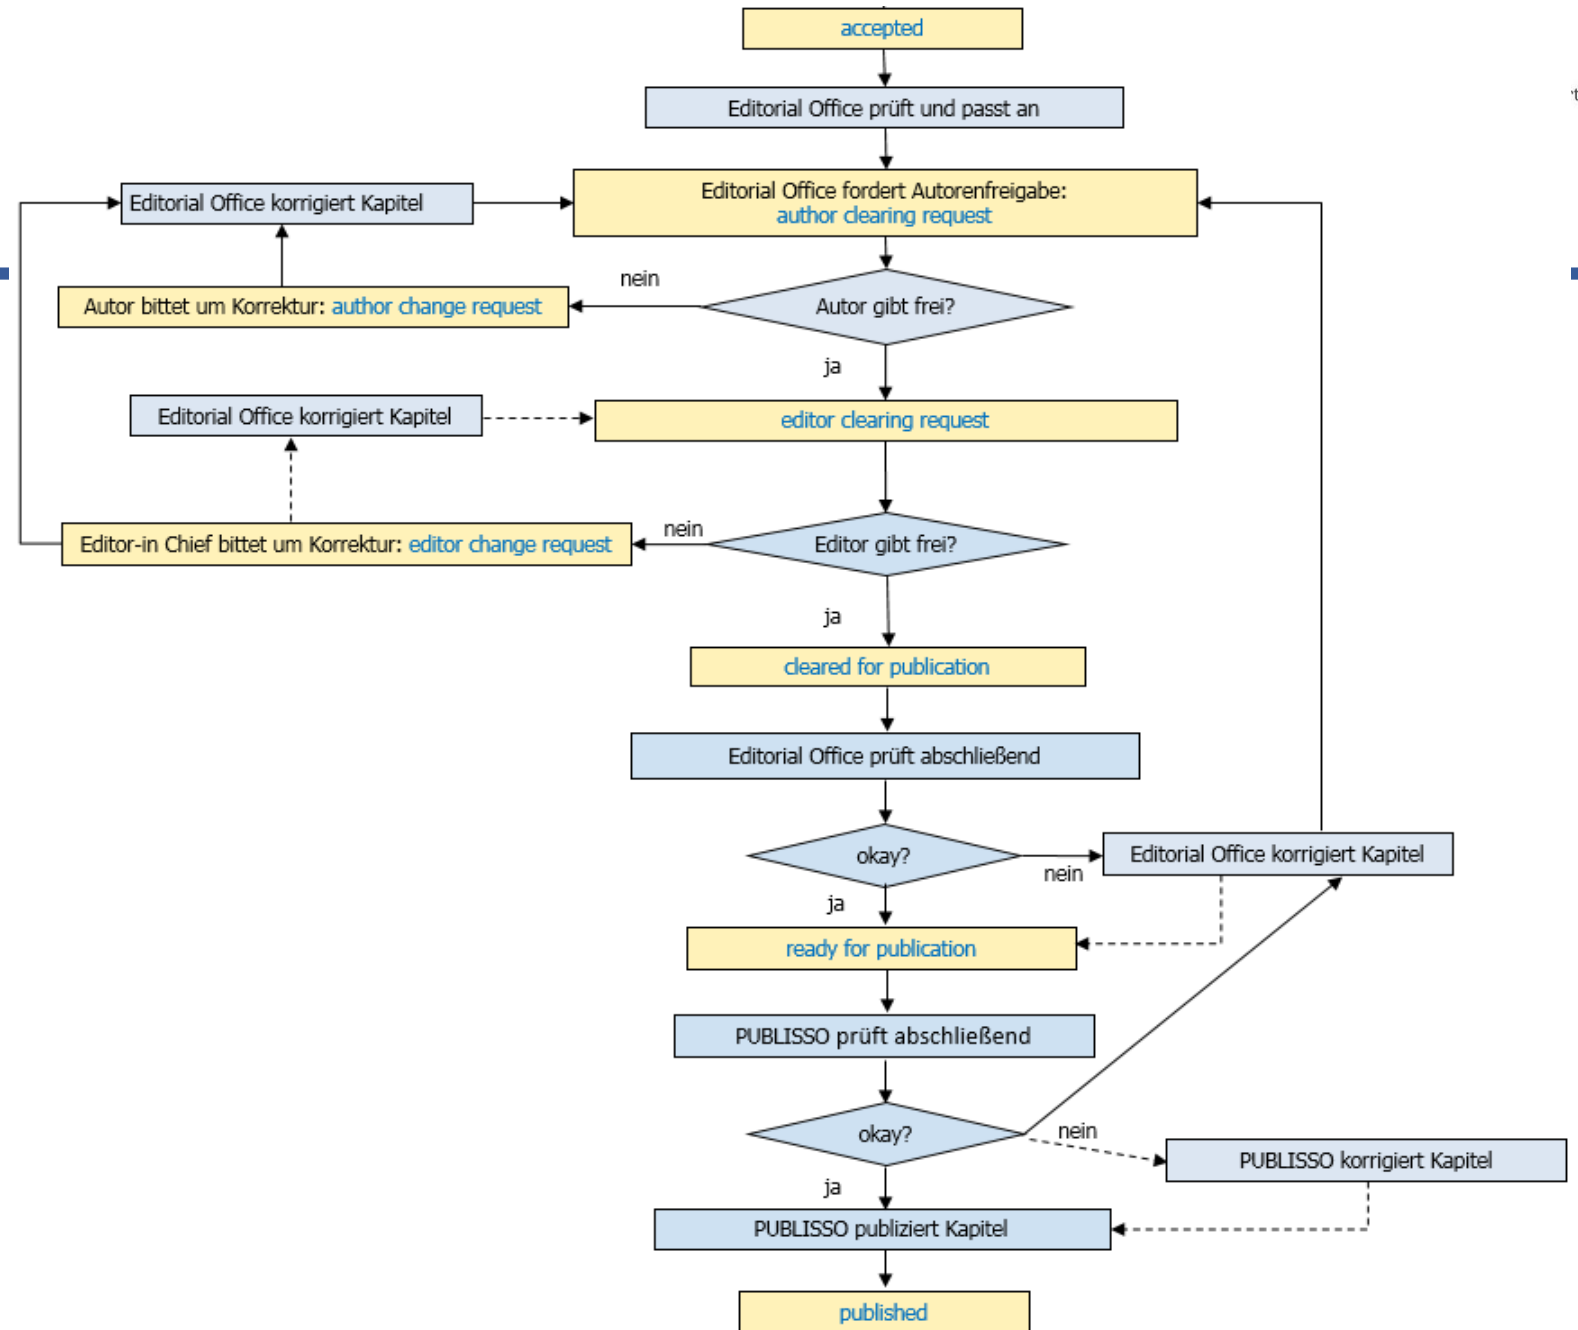 accepted
Editorial Office prüft und passt an
Editorial Office korrigiert Kapitel
Editorial Office fordert Autorenfreigabe:
author clearing request
nein
Autor bittet um Korrektur: author change request
Autor gibt frei?
ja
Editorial Office korrigiert Kapitel
editor clearing request
nein
Editor-in Chief bittet um Korrektur: editor change request
Editor gibt frei?
ja
cleared for publication
Editorial Office prüft abschließend
okay?
nein
Editorial Office korrigiert Kapitel
ja
ready for publication
PUBLISSO prüft abschließend
okay?
nein
PUBLISSO korrigiert Kapitel
ja
PUBLISSO publiziert Kapitel
published